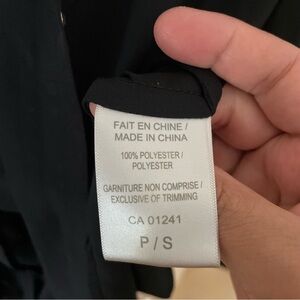 FAIT EN CHINE /
MADE IN CHINA
100% POLYESTER /
POLYESTER
GARNITURE NON COMPRISE /
EXCLUSIVE OF TRIMMING
CA 01241
P / S